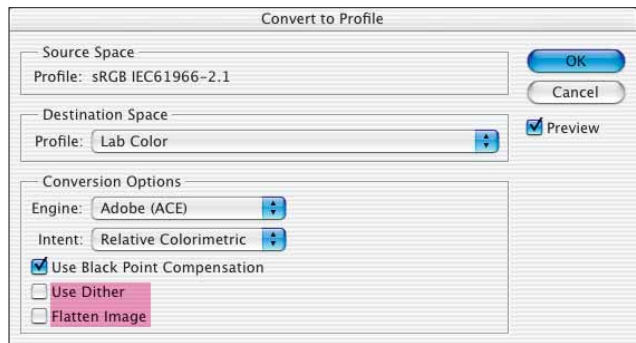 Convert to Profile
Source Space
Profile: sRGB IEC61966-2.1
OK
Cancel
Preview
Destination Space
Profile: Lab Color
Conversion Options
Engine: Adobe (ACE)
Intent: Relative Colorimetric
Use Black Point Compensation
Use Dither
Flatten Image